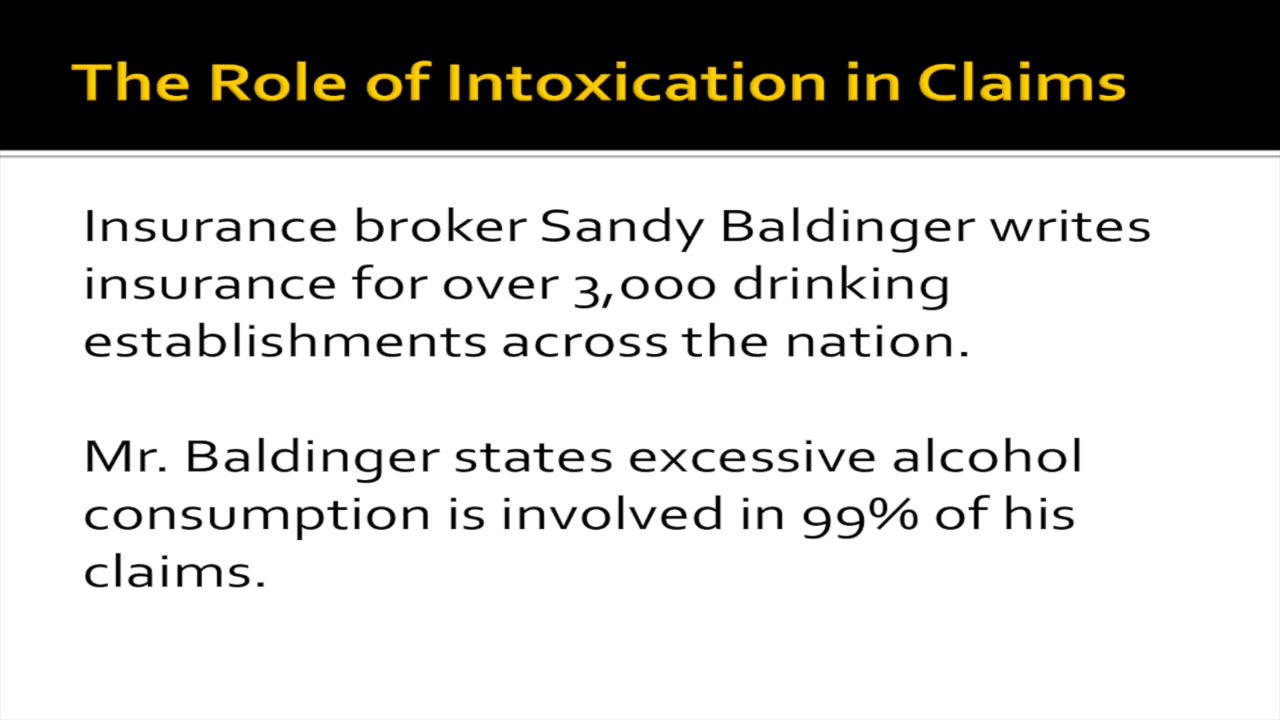 The Role of Intoxication in Claims
Insurance broker Sandy Baldinger writes
insurance for over 3,000 drinking
establishments across the nation.
Mr. Baldinger states excessive alcohol
consumption is involved in 99% of his
claims.